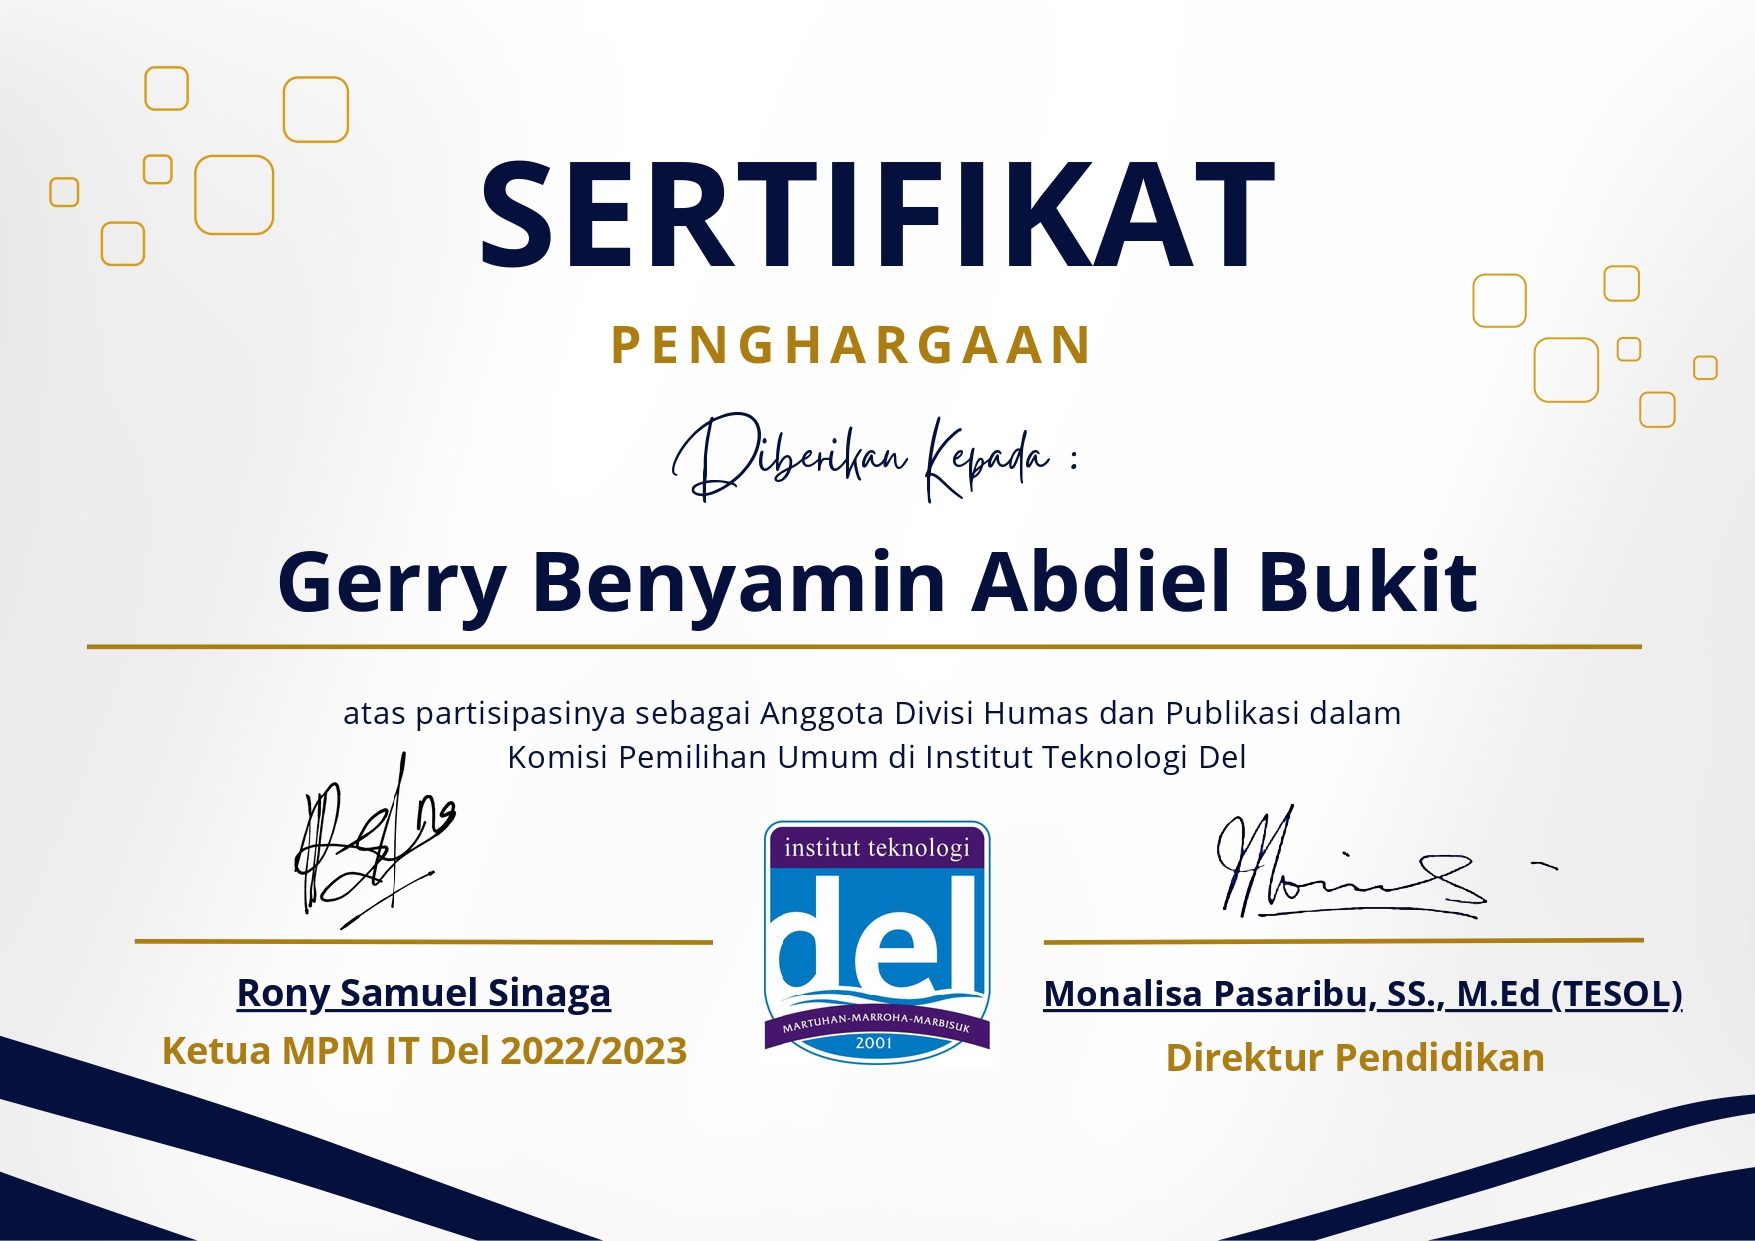 SERTIFIKAT
PENGHARGAAN
Diberikan Kepada :
Gerry Benyamin Abdiel Bukit
atas partisipasinya sebagai Anggota Divisi Humas dan Publikasi dalam
Komisi Pemilihan Umum di Institut Teknologi Del
institut teknologi
del
MARTUHAN-MARROHA-MARBISUK
2001
Rony Samuel Sinaga
Ketua MPM IT Del 2022/2023
Monalisa Pasaribu, SS., M.Ed (TESOL)
Direktur Pendidikan